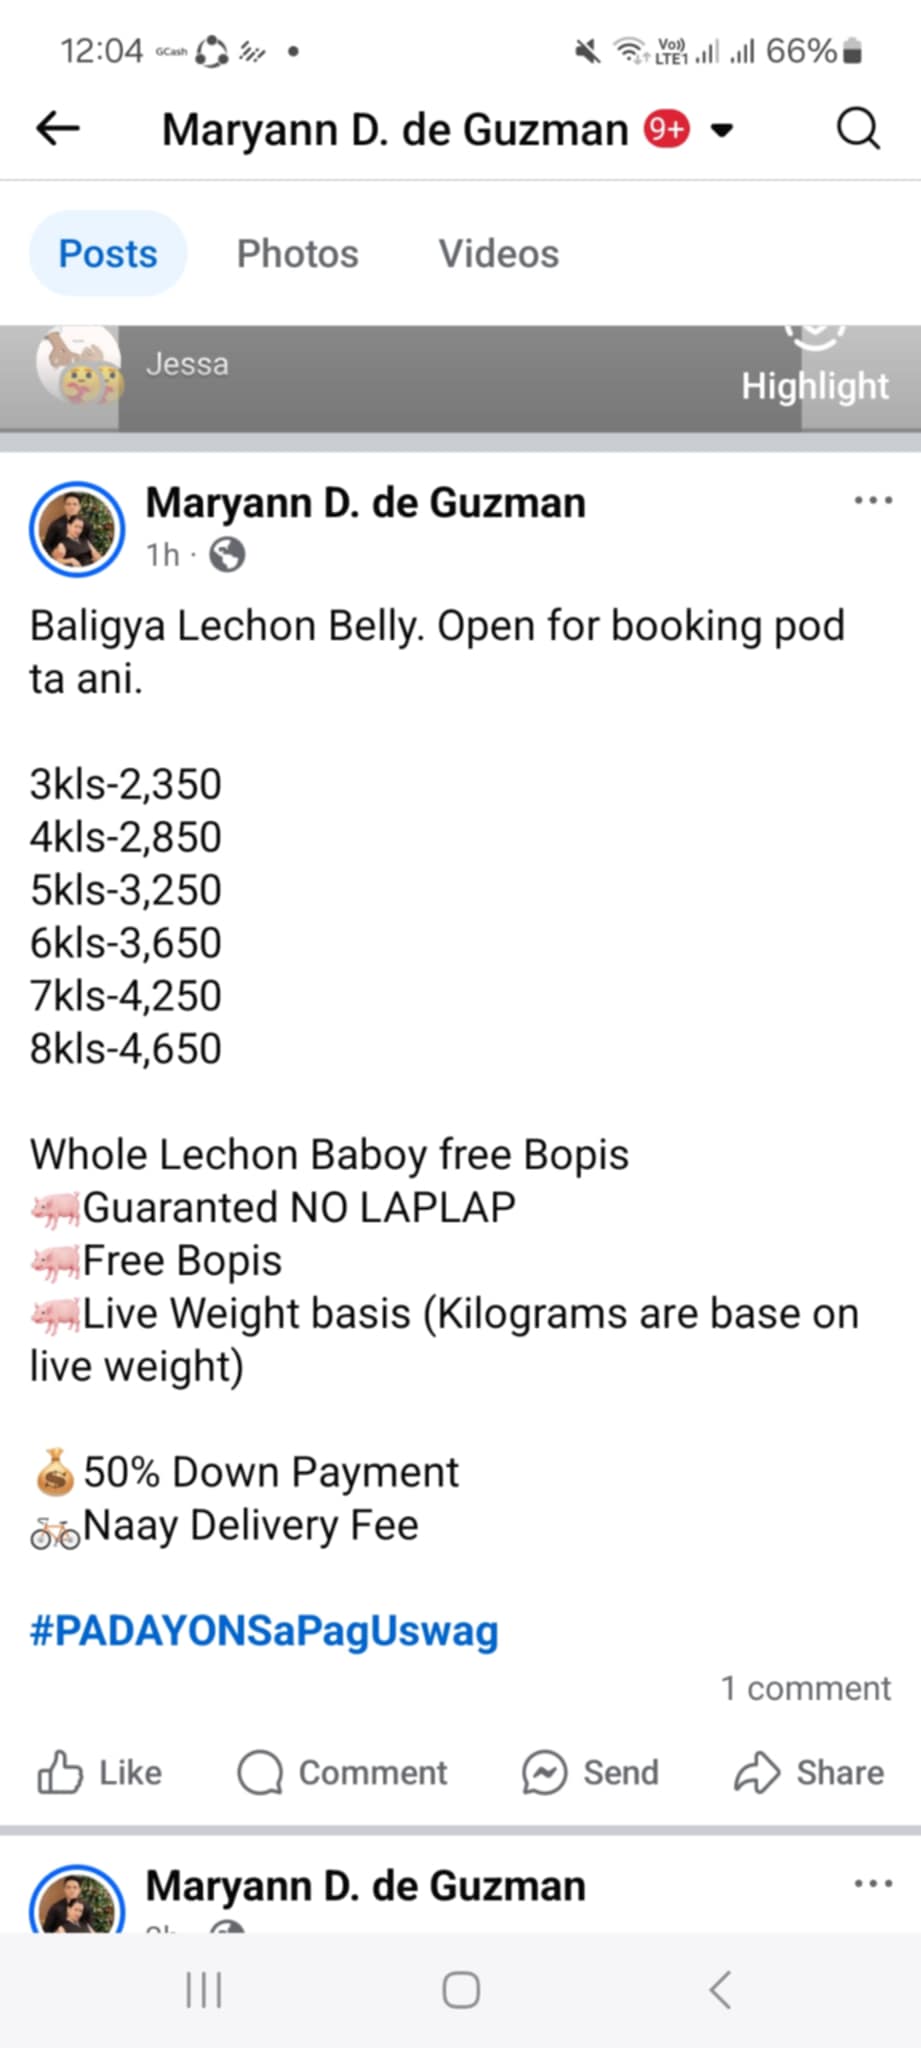 12:04 GCash Vo)) LTE1 66%
Maryann D. de Guzman 9+
Posts Photos Videos
Jessa
Highlight
Maryann D. de Guzman
1h ·
Baligya Lechon Belly. Open for booking pod
ta ani.
3kls-2,350
4kls-2,850
5kls-3,250
6kls-3,650
7kls-4,250
8kls-4,650
Whole Lechon Baboy free Bopis
🐖Guaranted NO LAPLAP
🐖Free Bopis
🐖Live Weight basis (Kilograms are base on
live weight)
💰50% Down Payment
🚲Naay Delivery Fee
#PADAYONSaPagUswag
1 comment
Like Comment Send Share
Maryann D. de Guzman